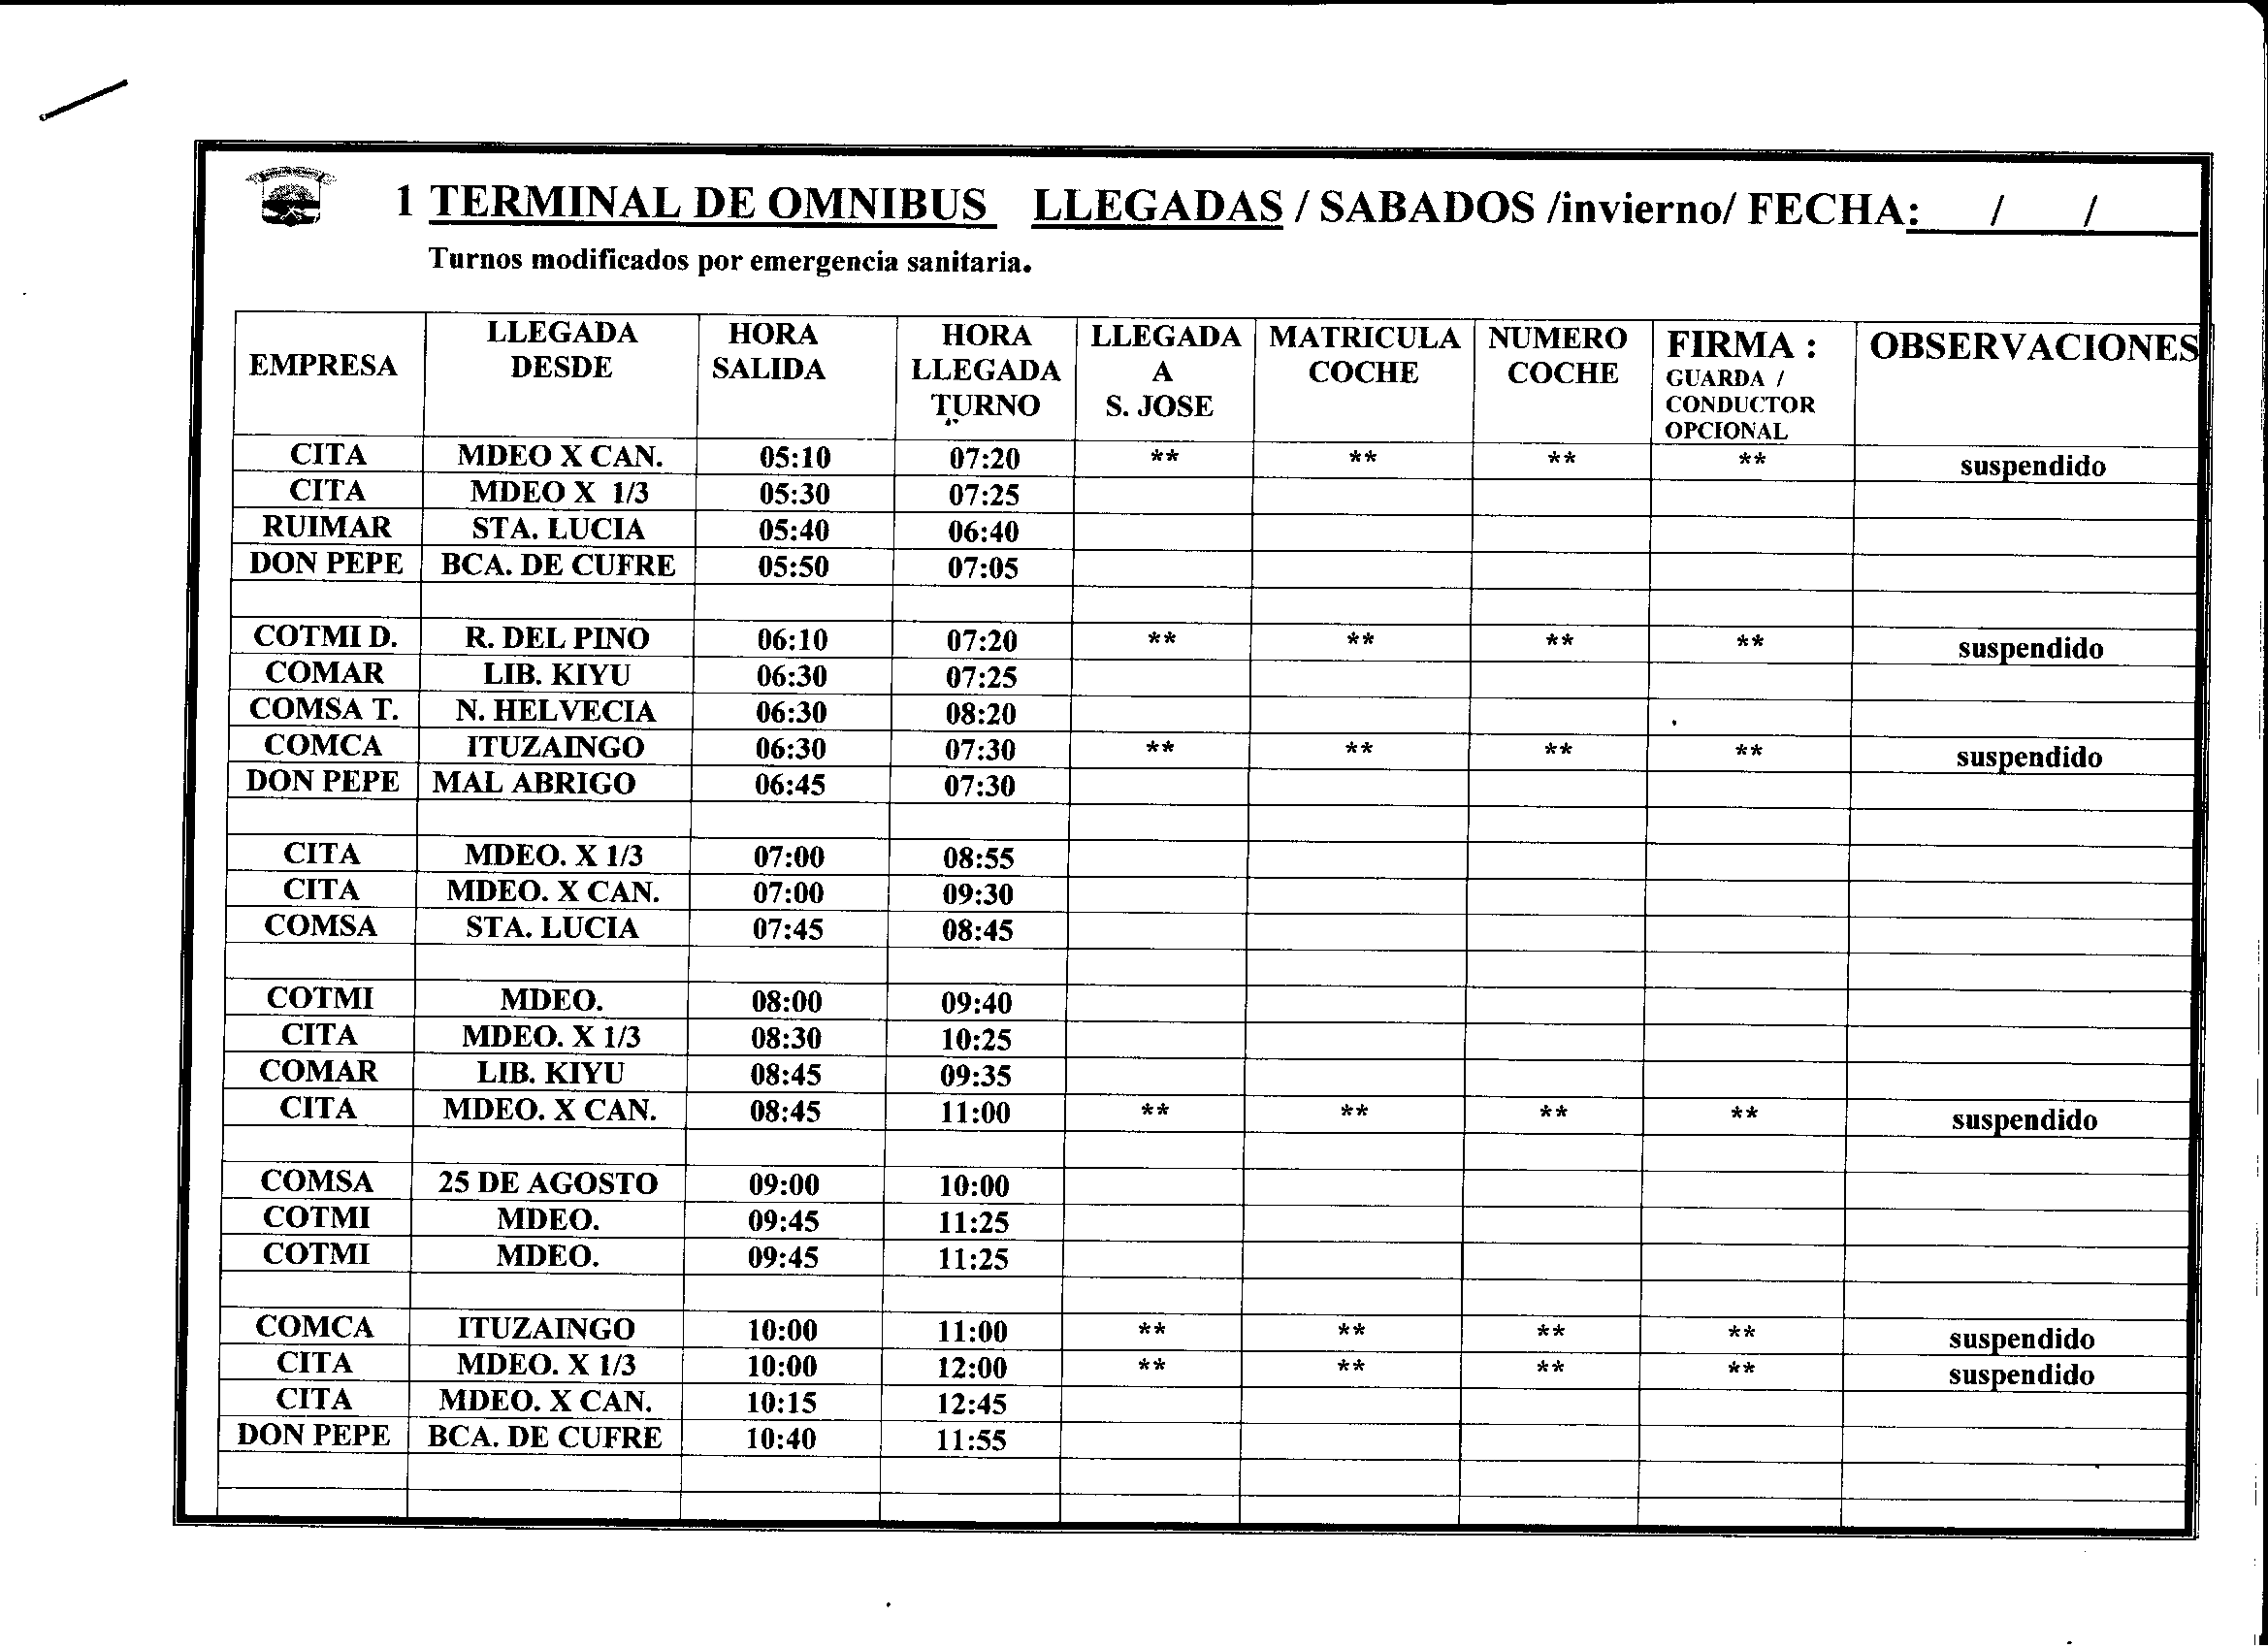 1 TERMINAL DE OMNIBUS LLEGADAS / SABADOS /invierno/ FECHA: / /
Turnos modificados por emergencia sanitaria.
EMPRESA LLEGADA DESDE HORA SALIDA HORA LLEGADA TURNO LLEGADA A S. JOSE MATRICULA COCHE NUMERO COCHE FIRMA : GUARDA / CONDUCTOR OPCIONAL OBSERVACIONES
CITA MDEO X CAN. 05:10 07:20 ** ** ** ** suspendido
CITA MDEO X 1/3 05:30 07:25
RUIMAR STA. LUCIA 05:40 06:40
DON PEPE BCA. DE CUFRE 05:50 07:05
COTMI D. R. DEL PINO 06:10 07:20 ** ** ** ** suspendido
COMAR LIB. KIYU 06:30 07:25
COMSA T. N. HELVECIA 06:30 08:20
COMCA ITUZAINGO 06:30 07:30 ** ** ** ** suspendido
DON PEPE MAL ABRIGO 06:45 07:30
CITA MDEO. X 1/3 07:00 08:55
CITA MDEO. X CAN. 07:00 09:30
COMSA STA. LUCIA 07:45 08:45
COTMI MDEO. 08:00 09:40
CITA MDEO. X 1/3 08:30 10:25
COMAR LIB. KIYU 08:45 09:35
CITA MDEO. X CAN. 08:45 11:00 ** ** ** ** suspendido
COMSA 25 DE AGOSTO 09:00 10:00
COTMI MDEO. 09:45 11:25
COTMI MDEO. 09:45 11:25
COMCA ITUZAINGO 10:00 11:00 ** ** ** ** suspendido
CITA MDEO. X 1/3 10:00 12:00 ** ** ** ** suspendido
CITA MDEO. X CAN. 10:15 12:45
DON PEPE BCA. DE CUFRE 10:40 11:55